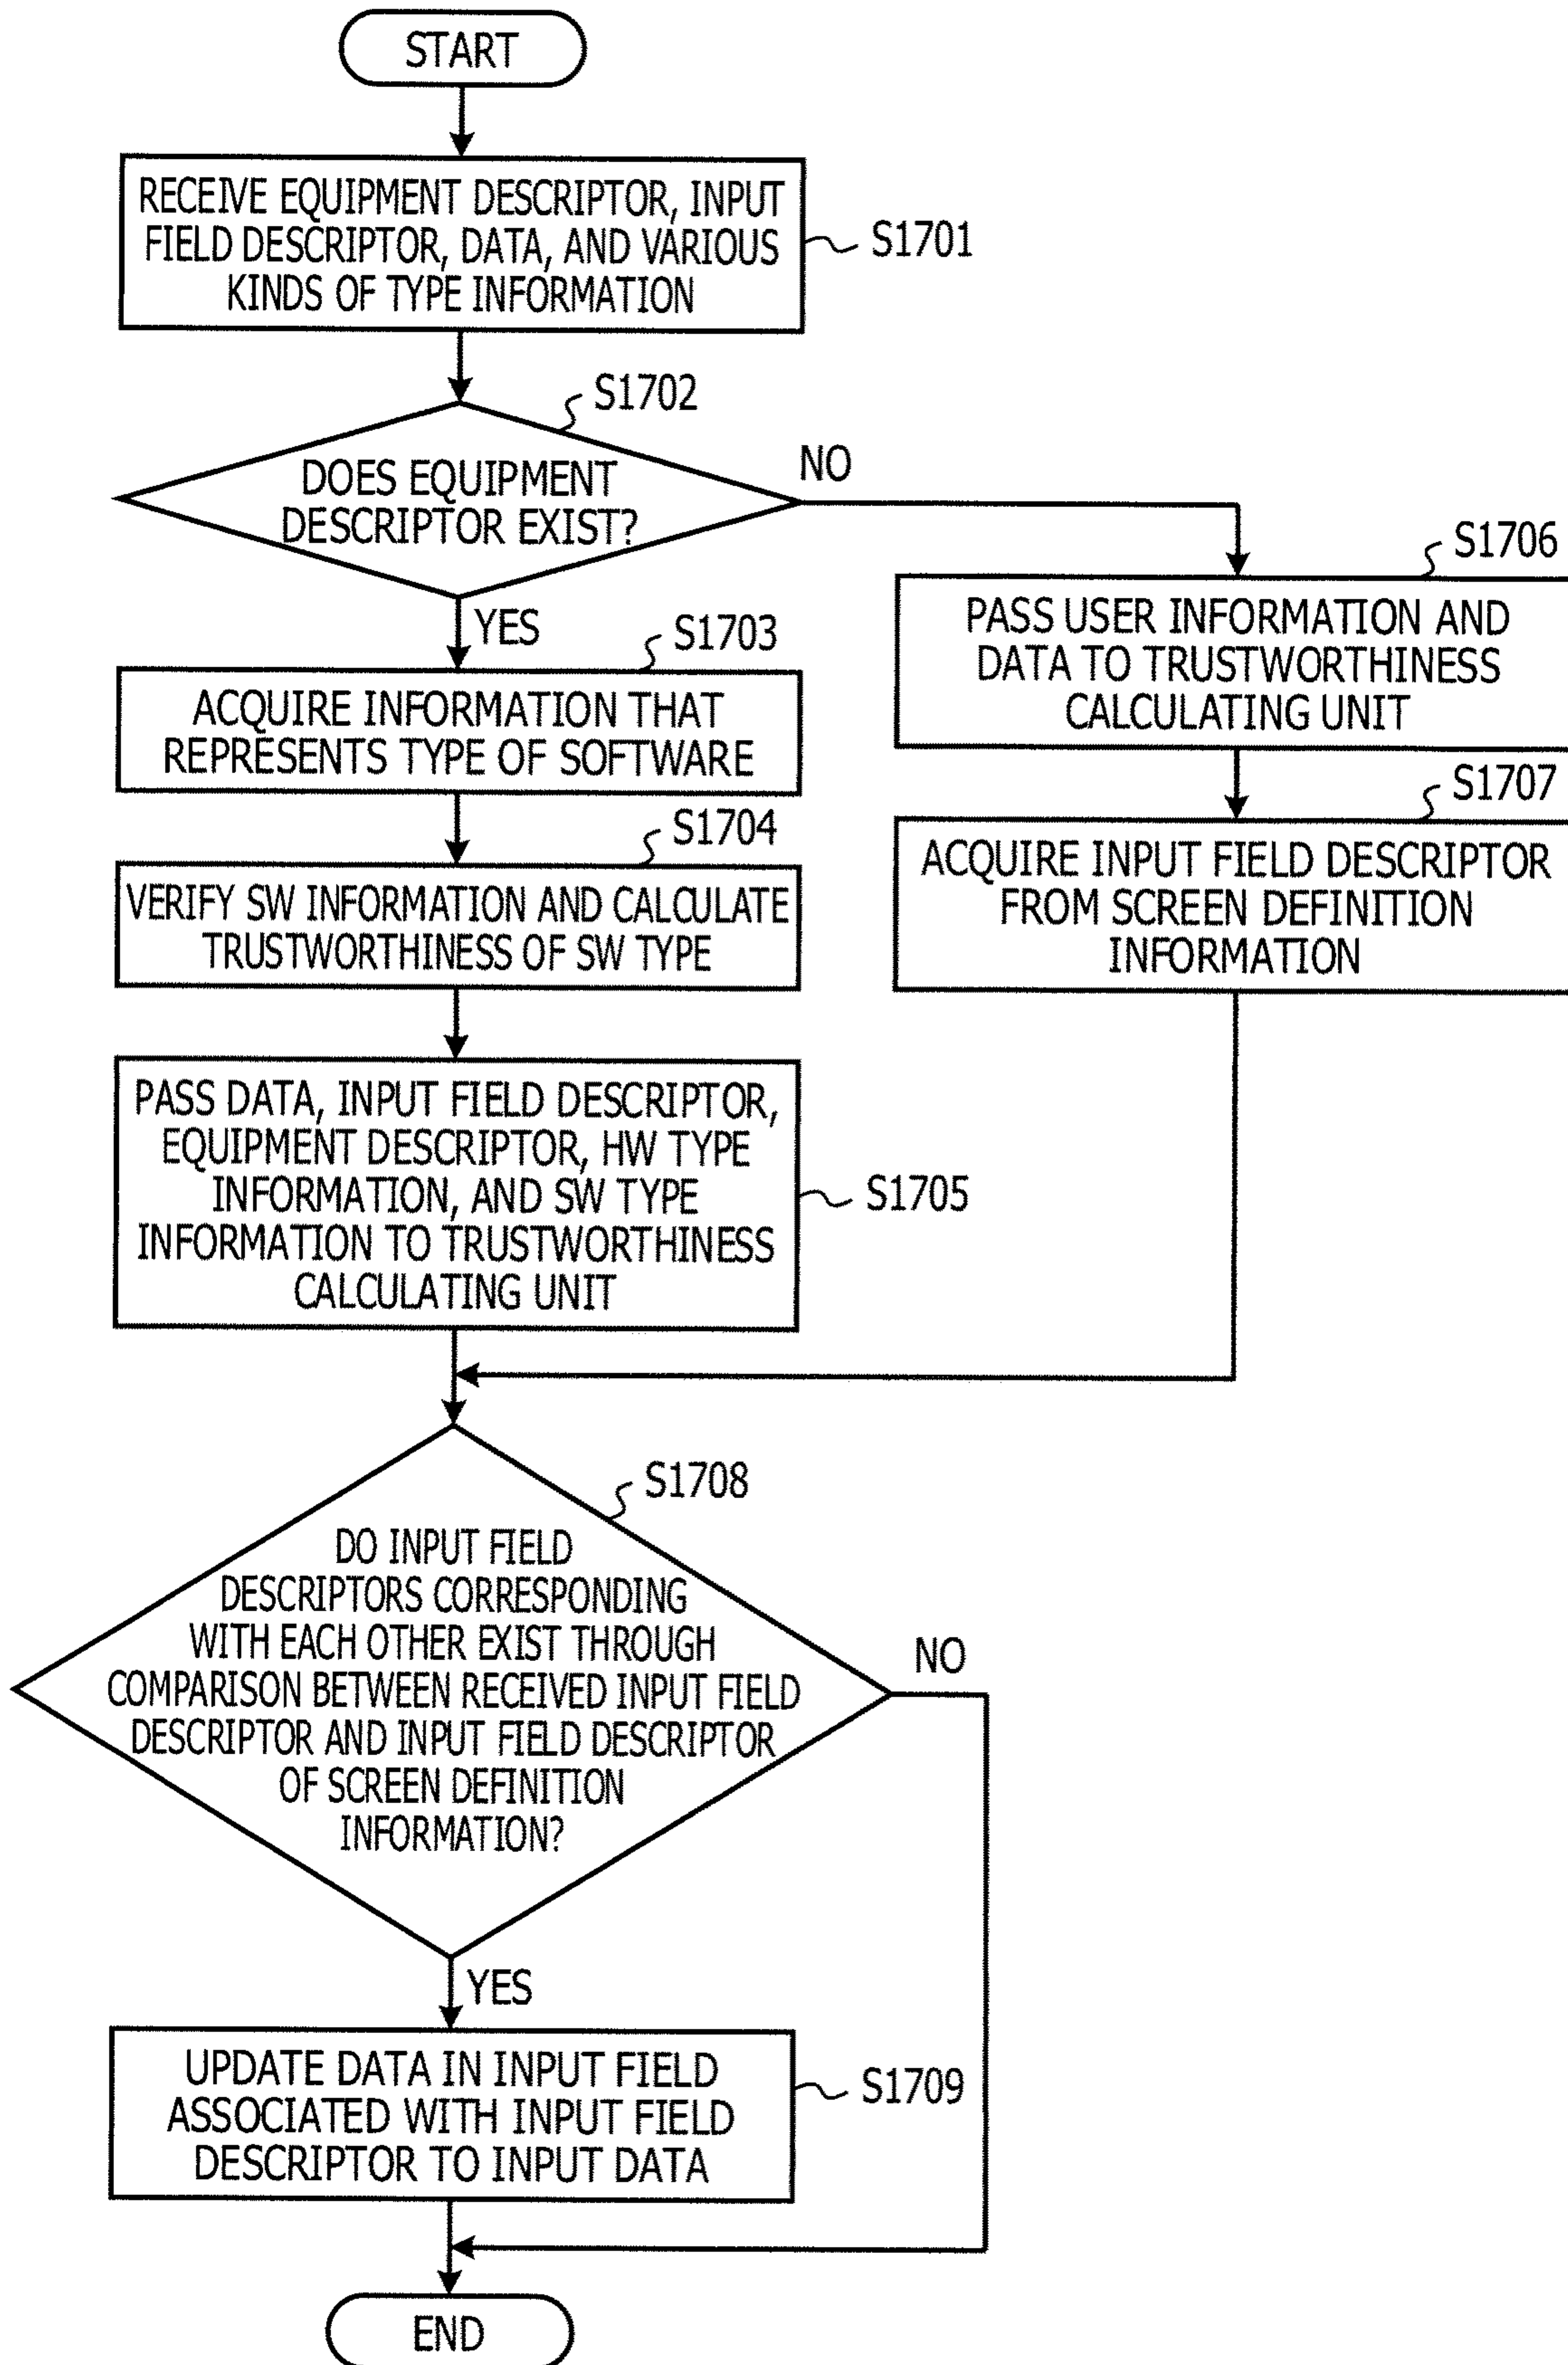 START
RECEIVE EQUIPMENT DESCRIPTOR, INPUT
FIELD DESCRIPTOR, DATA, AND VARIOUS
KINDS OF TYPE INFORMATION
S1701
S1702
DOES EQUIPMENT
DESCRIPTOR EXIST?
NO
YES
S1703
ACQUIRE INFORMATION THAT
REPRESENTS TYPE OF SOFTWARE
S1704
VERIFY SW INFORMATION AND CALCULATE
TRUSTWORTHINESS OF SW TYPE
PASS DATA, INPUT FIELD DESCRIPTOR,
EQUIPMENT DESCRIPTOR, HW TYPE
INFORMATION, AND SW TYPE
INFORMATION TO TRUSTWORTHINESS
CALCULATING UNIT
S1705
S1706
PASS USER INFORMATION AND
DATA TO TRUSTWORTHINESS
CALCULATING UNIT
S1707
ACQUIRE INPUT FIELD DESCRIPTOR
FROM SCREEN DEFINITION
INFORMATION
S1708
DO INPUT FIELD
DESCRIPTORS CORRESPONDING
WITH EACH OTHER EXIST THROUGH
COMPARISON BETWEEN RECEIVED INPUT FIELD
DESCRIPTOR AND INPUT FIELD DESCRIPTOR
OF SCREEN DEFINITION
INFORMATION?
NO
YES
UPDATE DATA IN INPUT FIELD
ASSOCIATED WITH INPUT FIELD
DESCRIPTOR TO INPUT DATA
S1709
END